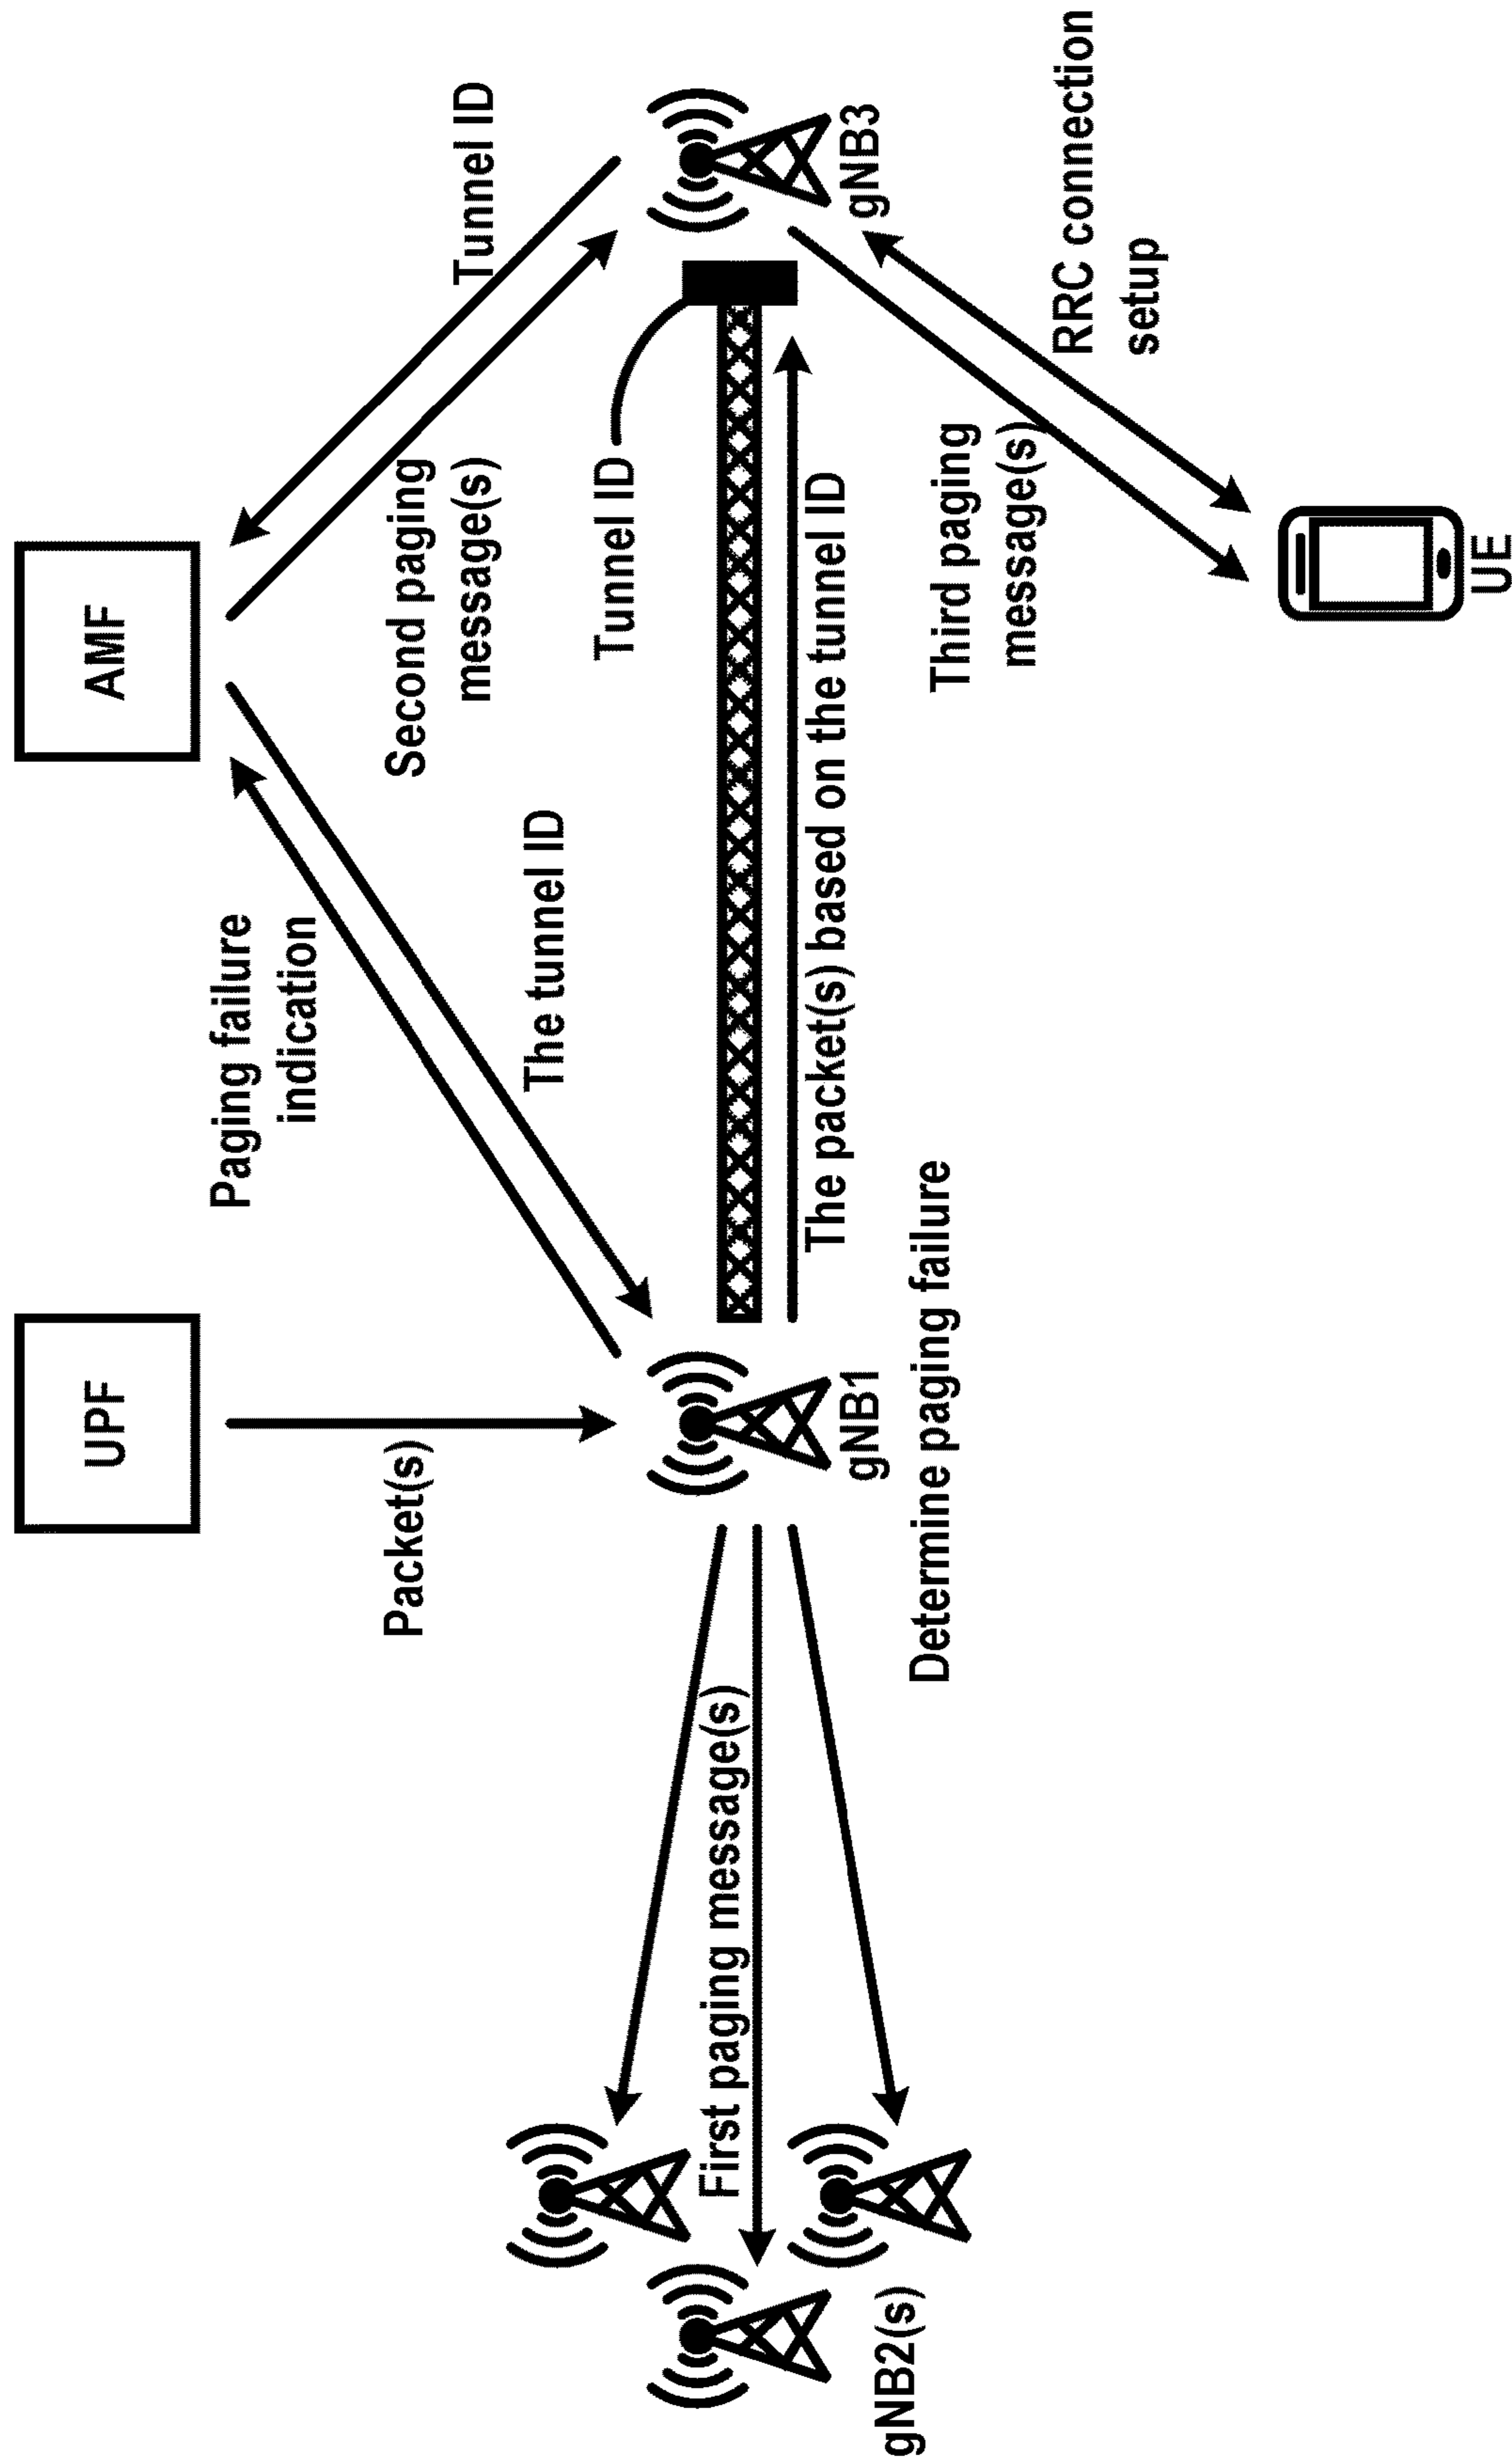 UPF
AMF
Packet(s)
Paging failure
indication
The tunnel ID
Second paging
message(s)
Tunnel ID
Tunnel ID
First paging message(s)
gNB2(s)
gNB1
Determine paging failure
The packet(s) based on the tunnel ID
gNB3
Third paging
message(s)
RRC connection
setup
UE